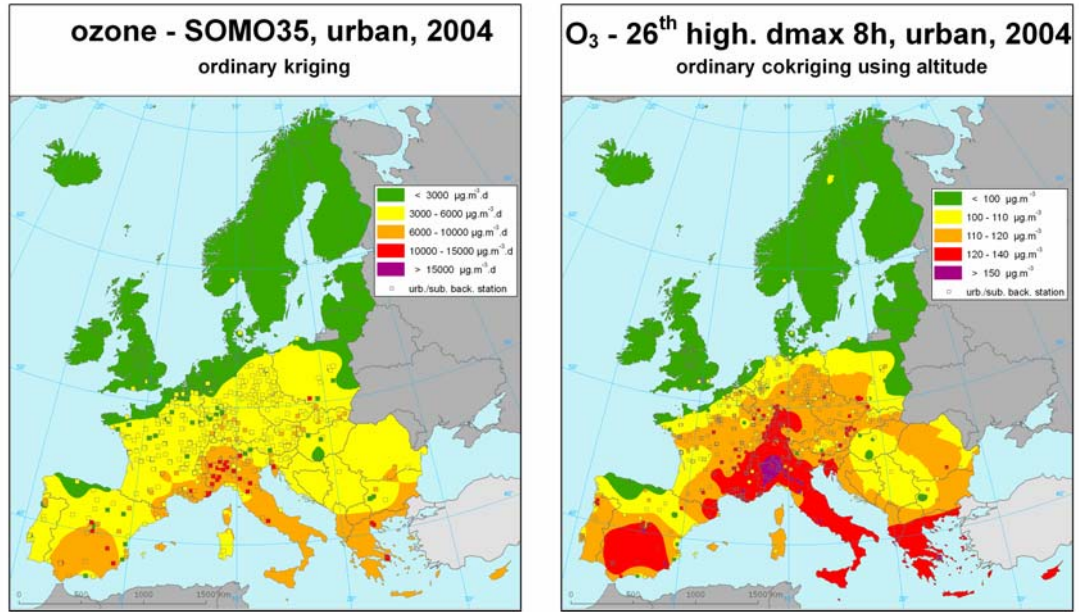 ozone - SOMO35, urban, 2004
ordinary kriging
< 3000 µg.m⁻³.d
3000 - 6000 µg.m⁻³.d
6000 - 10000 µg.m⁻³.d
10000 - 15000 µg.m⁻³.d
> 15000 µg.m⁻³.d
urb./sub. back. station
0 500 1000 1500 Km
O₃ - 26ᵗʰ high. dmax 8h, urban, 2004
ordinary cokriging using altitude
< 100 µg.m⁻³
100 - 110 µg.m⁻³
110 - 120 µg.m⁻³
120 - 140 µg.m⁻³
> 150 µg.m⁻³
urb./sub. back. station
0 500 1000 1500 Km